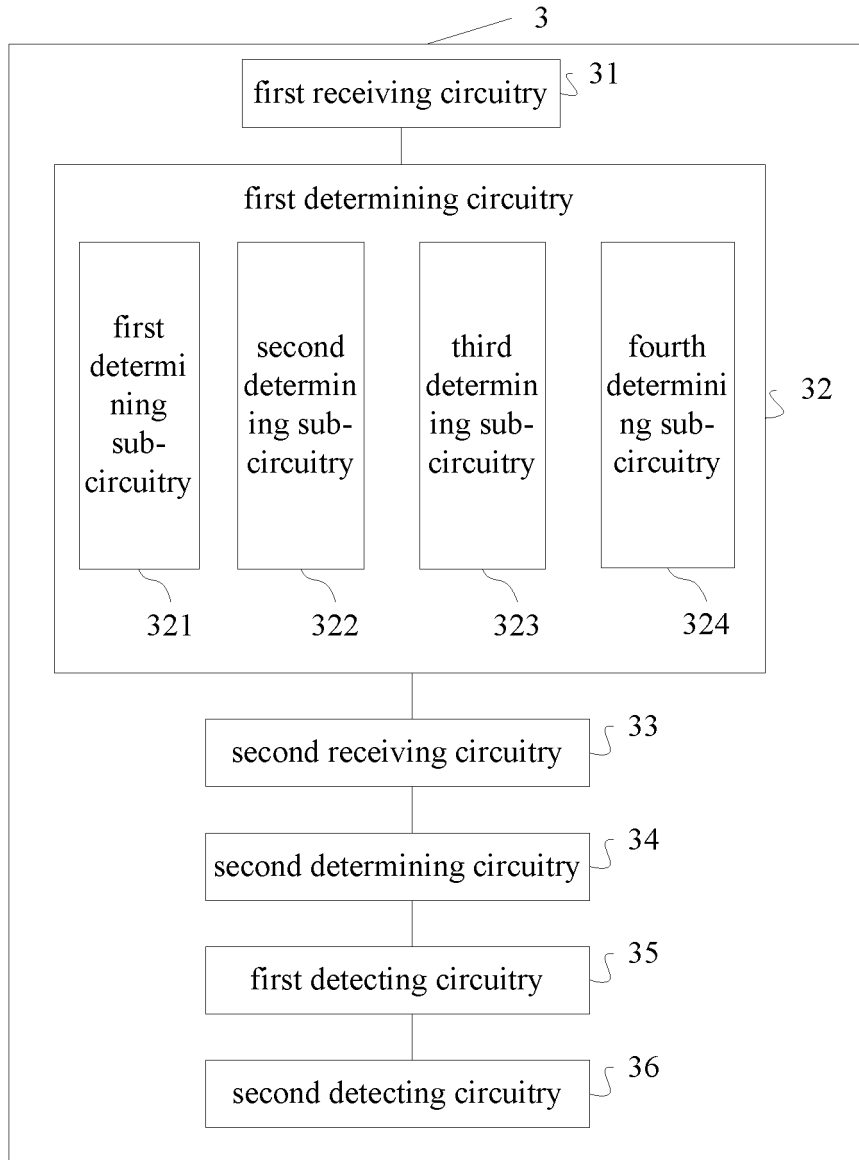 3
first receiving circuitry
31
first determining circuitry
first
determi
ning
sub-
circuitry
second
determin
ing sub-
circuitry
third
determin
ing sub-
circuitry
fourth
determini
ng sub-
circuitry
32
321
322
323
324
second receiving circuitry
33
second determining circuitry
34
first detecting circuitry
35
second detecting circuitry
36